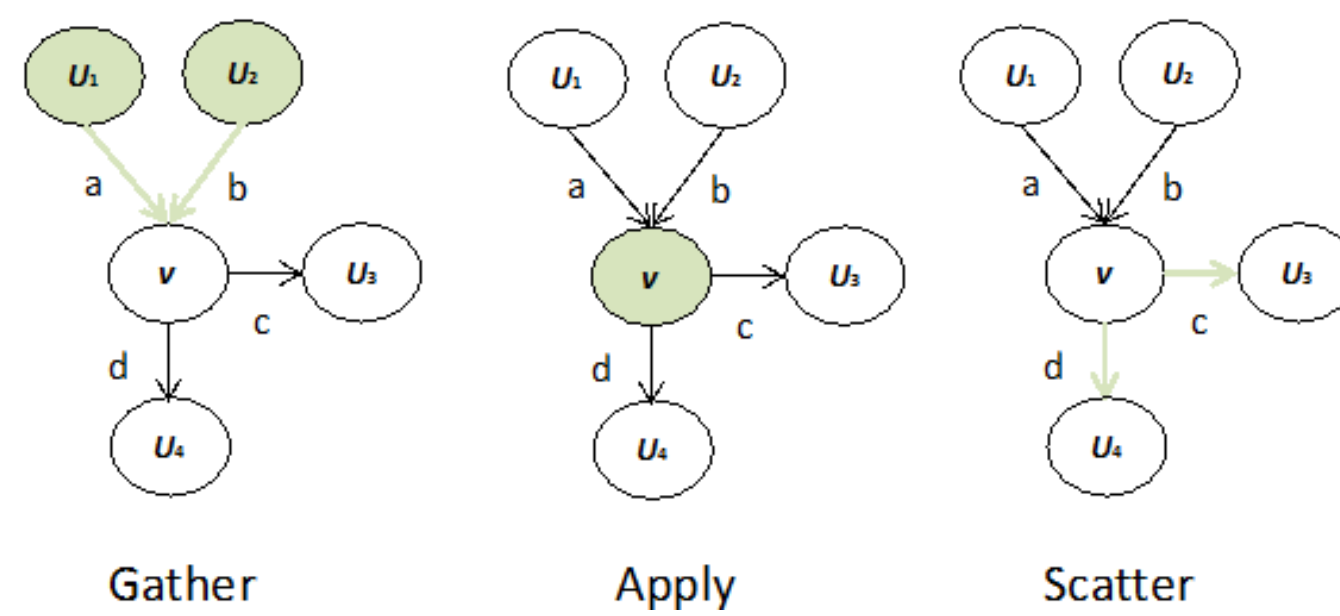 U₁ U₂ U₁ U₂ U₁ U₂
a b a b a b
v U₃ v U₃ v U₃
c c c
d d d
U₄ U₄ U₄
Gather Apply Scatter